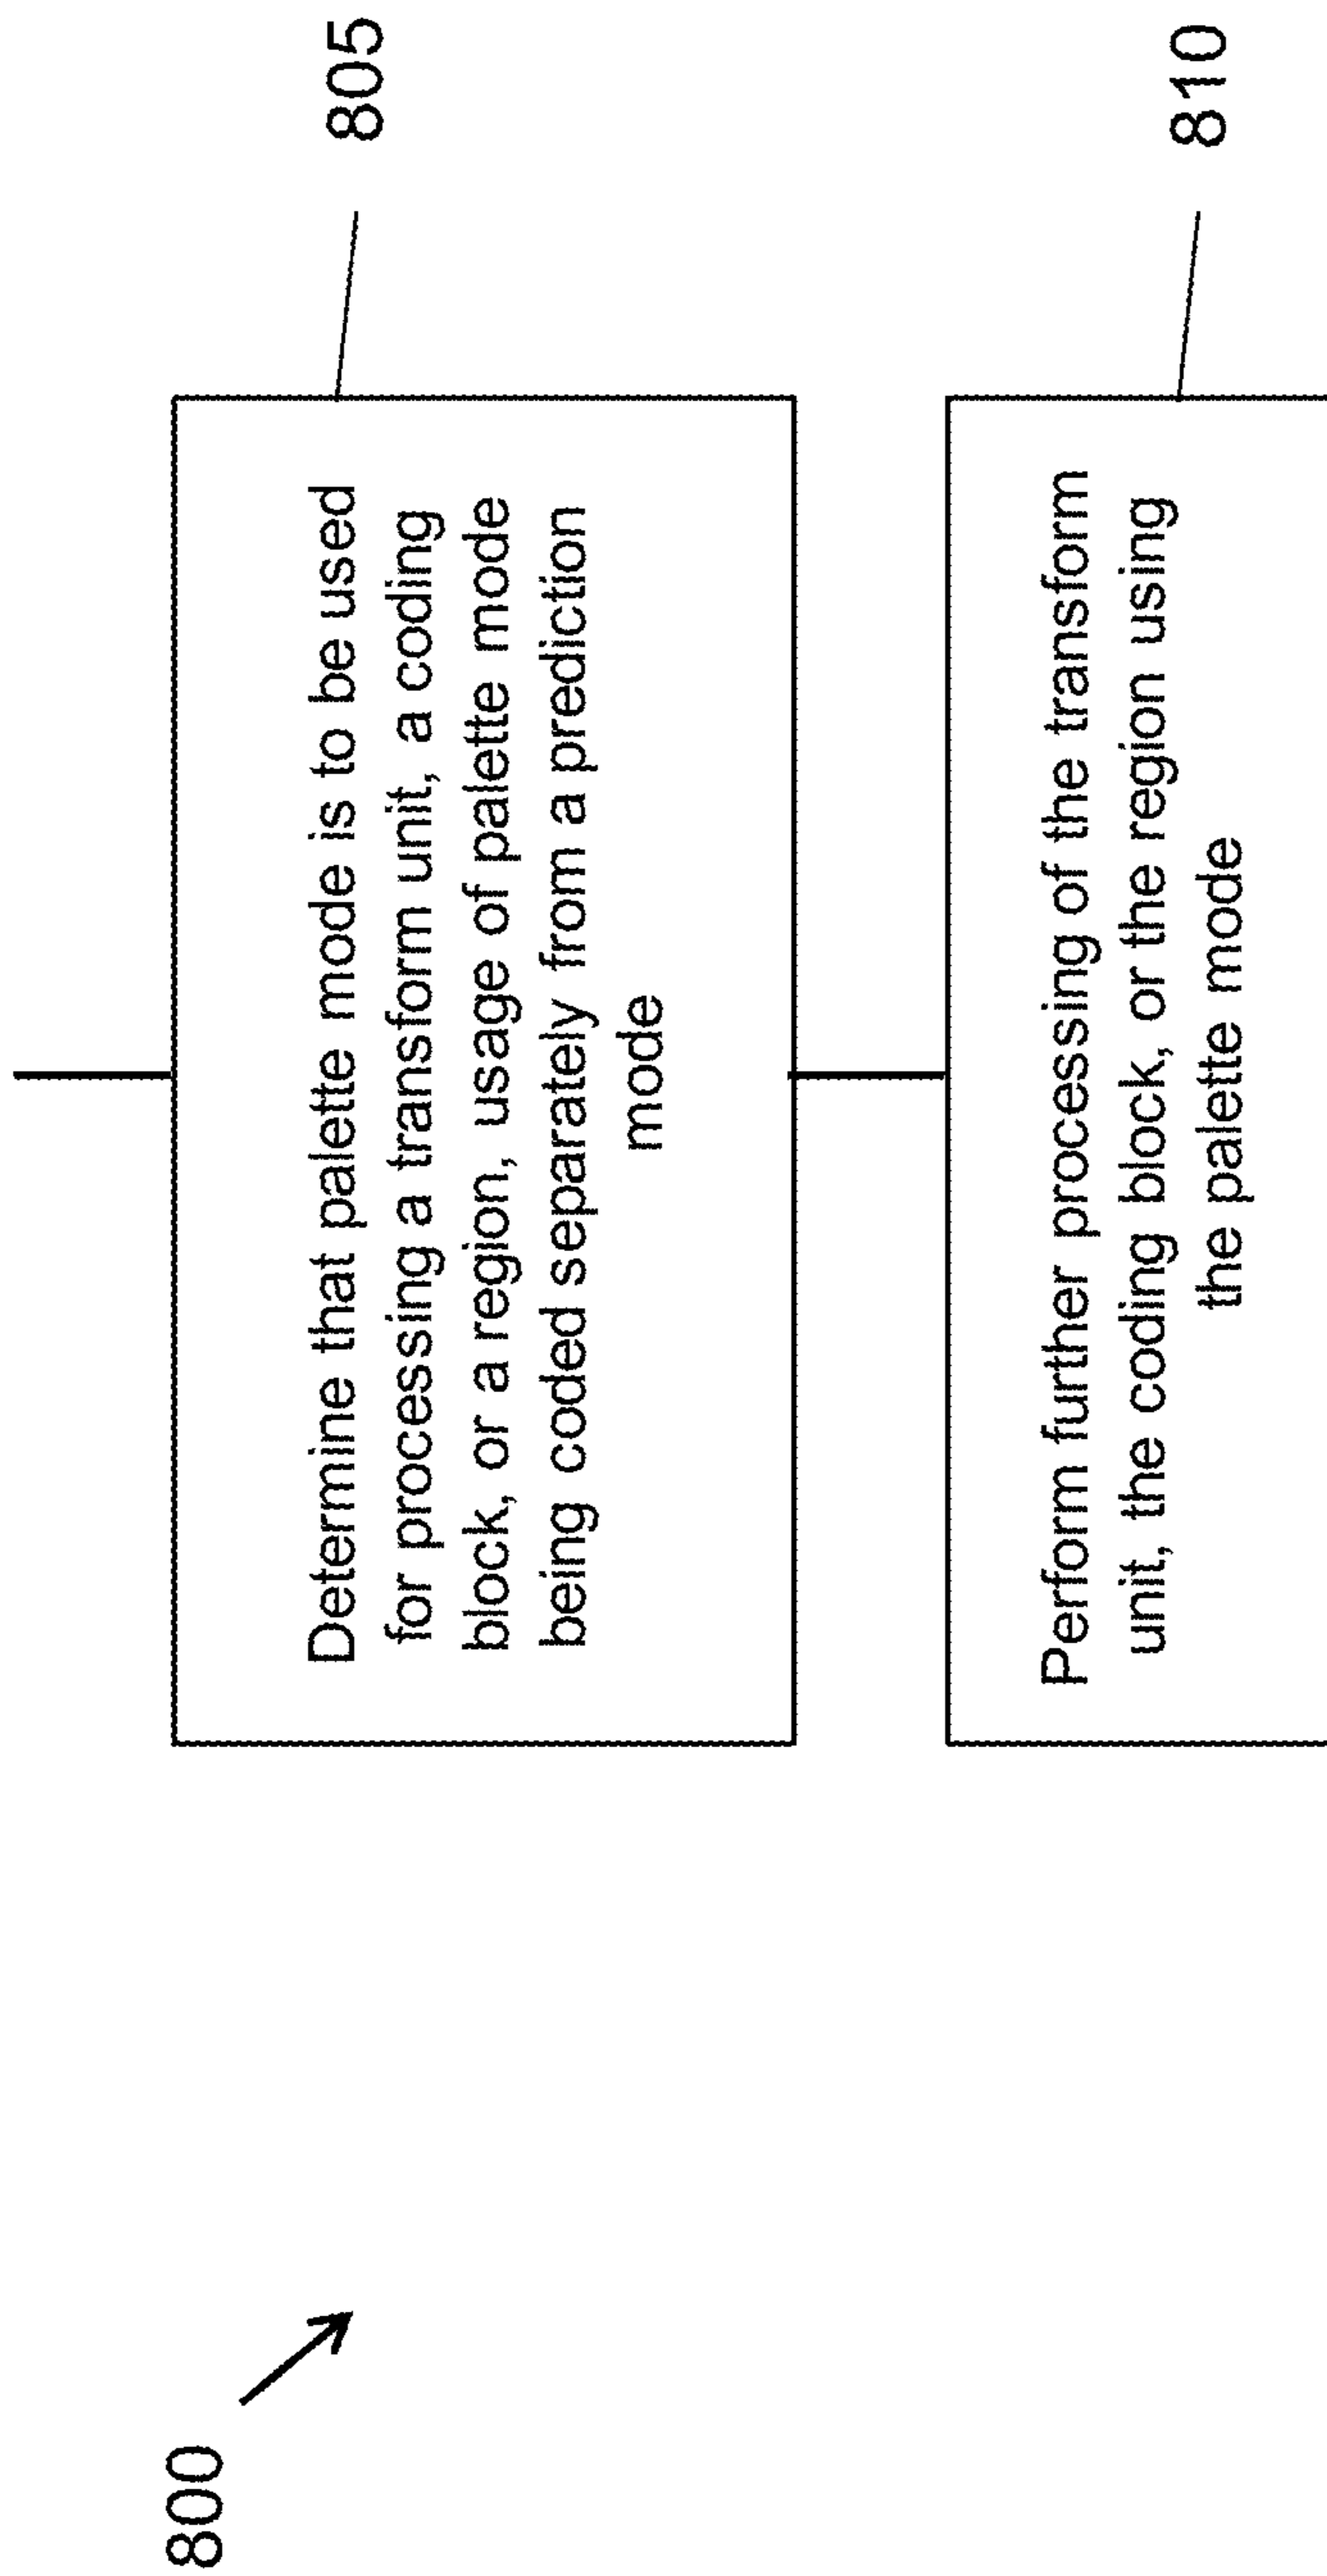 800
Determine that palette mode is to be used
for processing a transform unit, a coding
block, or a region, usage of palette mode
being coded separately from a prediction
mode
805
Perform further processing of the transform
unit, the coding block, or the region using
the palette mode
810